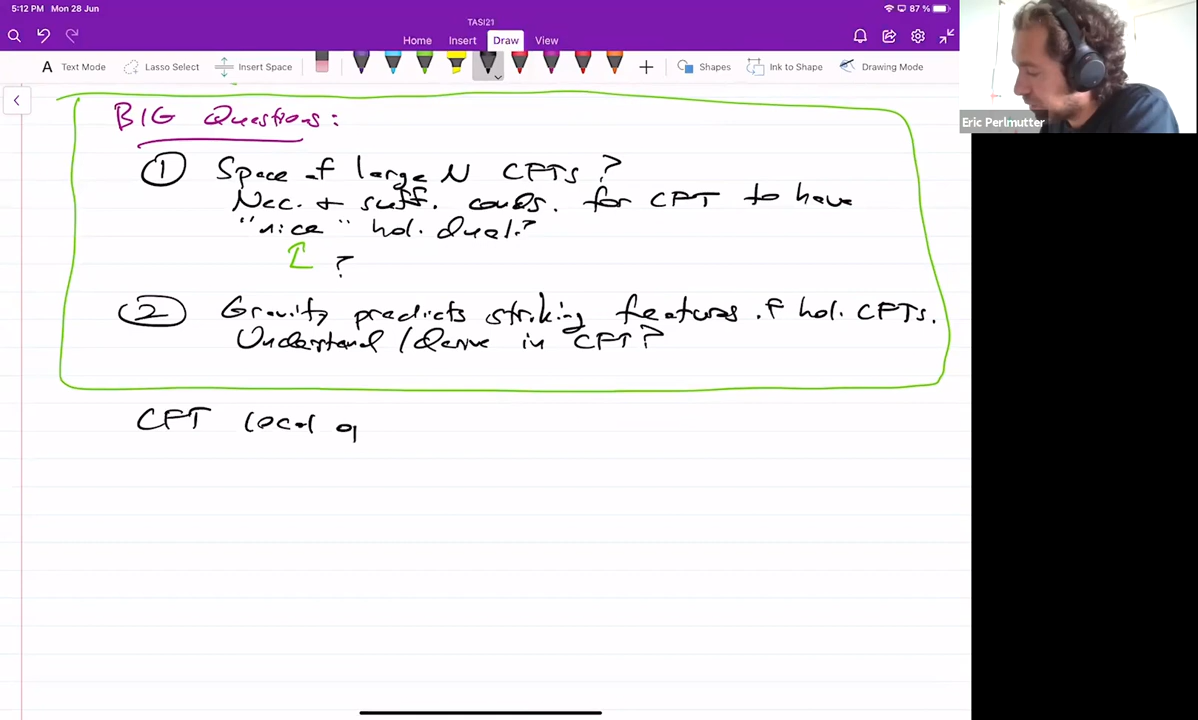 5:12 PM Mon 28 Jun
87 %
TASI21
Home Insert Draw View
A Text Mode Lasso Select Insert Space Shapes Ink to Shape Drawing Mode
Eric Perlmutter
BIG Questions:
① Space of large N CFTs?
Nec. + suff. conds. for CFT to have
"nice" hol. dual?
↑ ?
② Gravity predicts striking features of hol. CFTs.
Understand / derive in CFT?
CFT local op